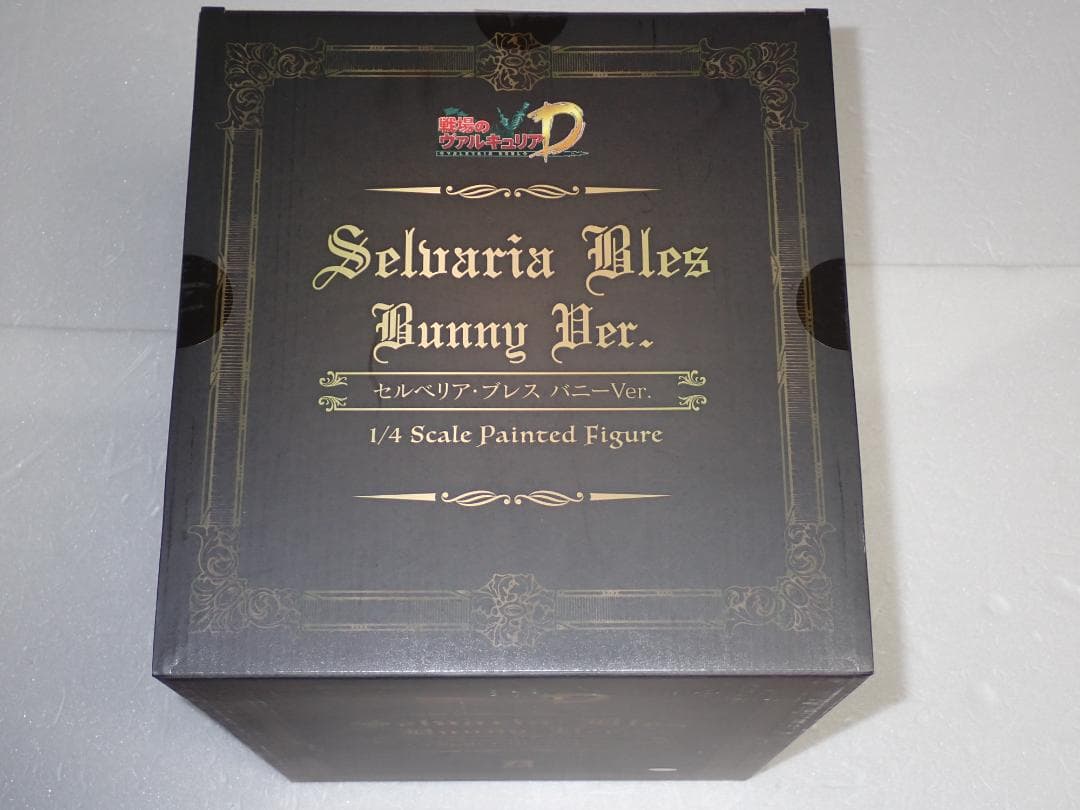 戦場の
ヴァルキュリアD
Selvaria Bles
Bunny Ver.
セルベリア・ブレス バニーVer.
1/4 Scale Painted Figure